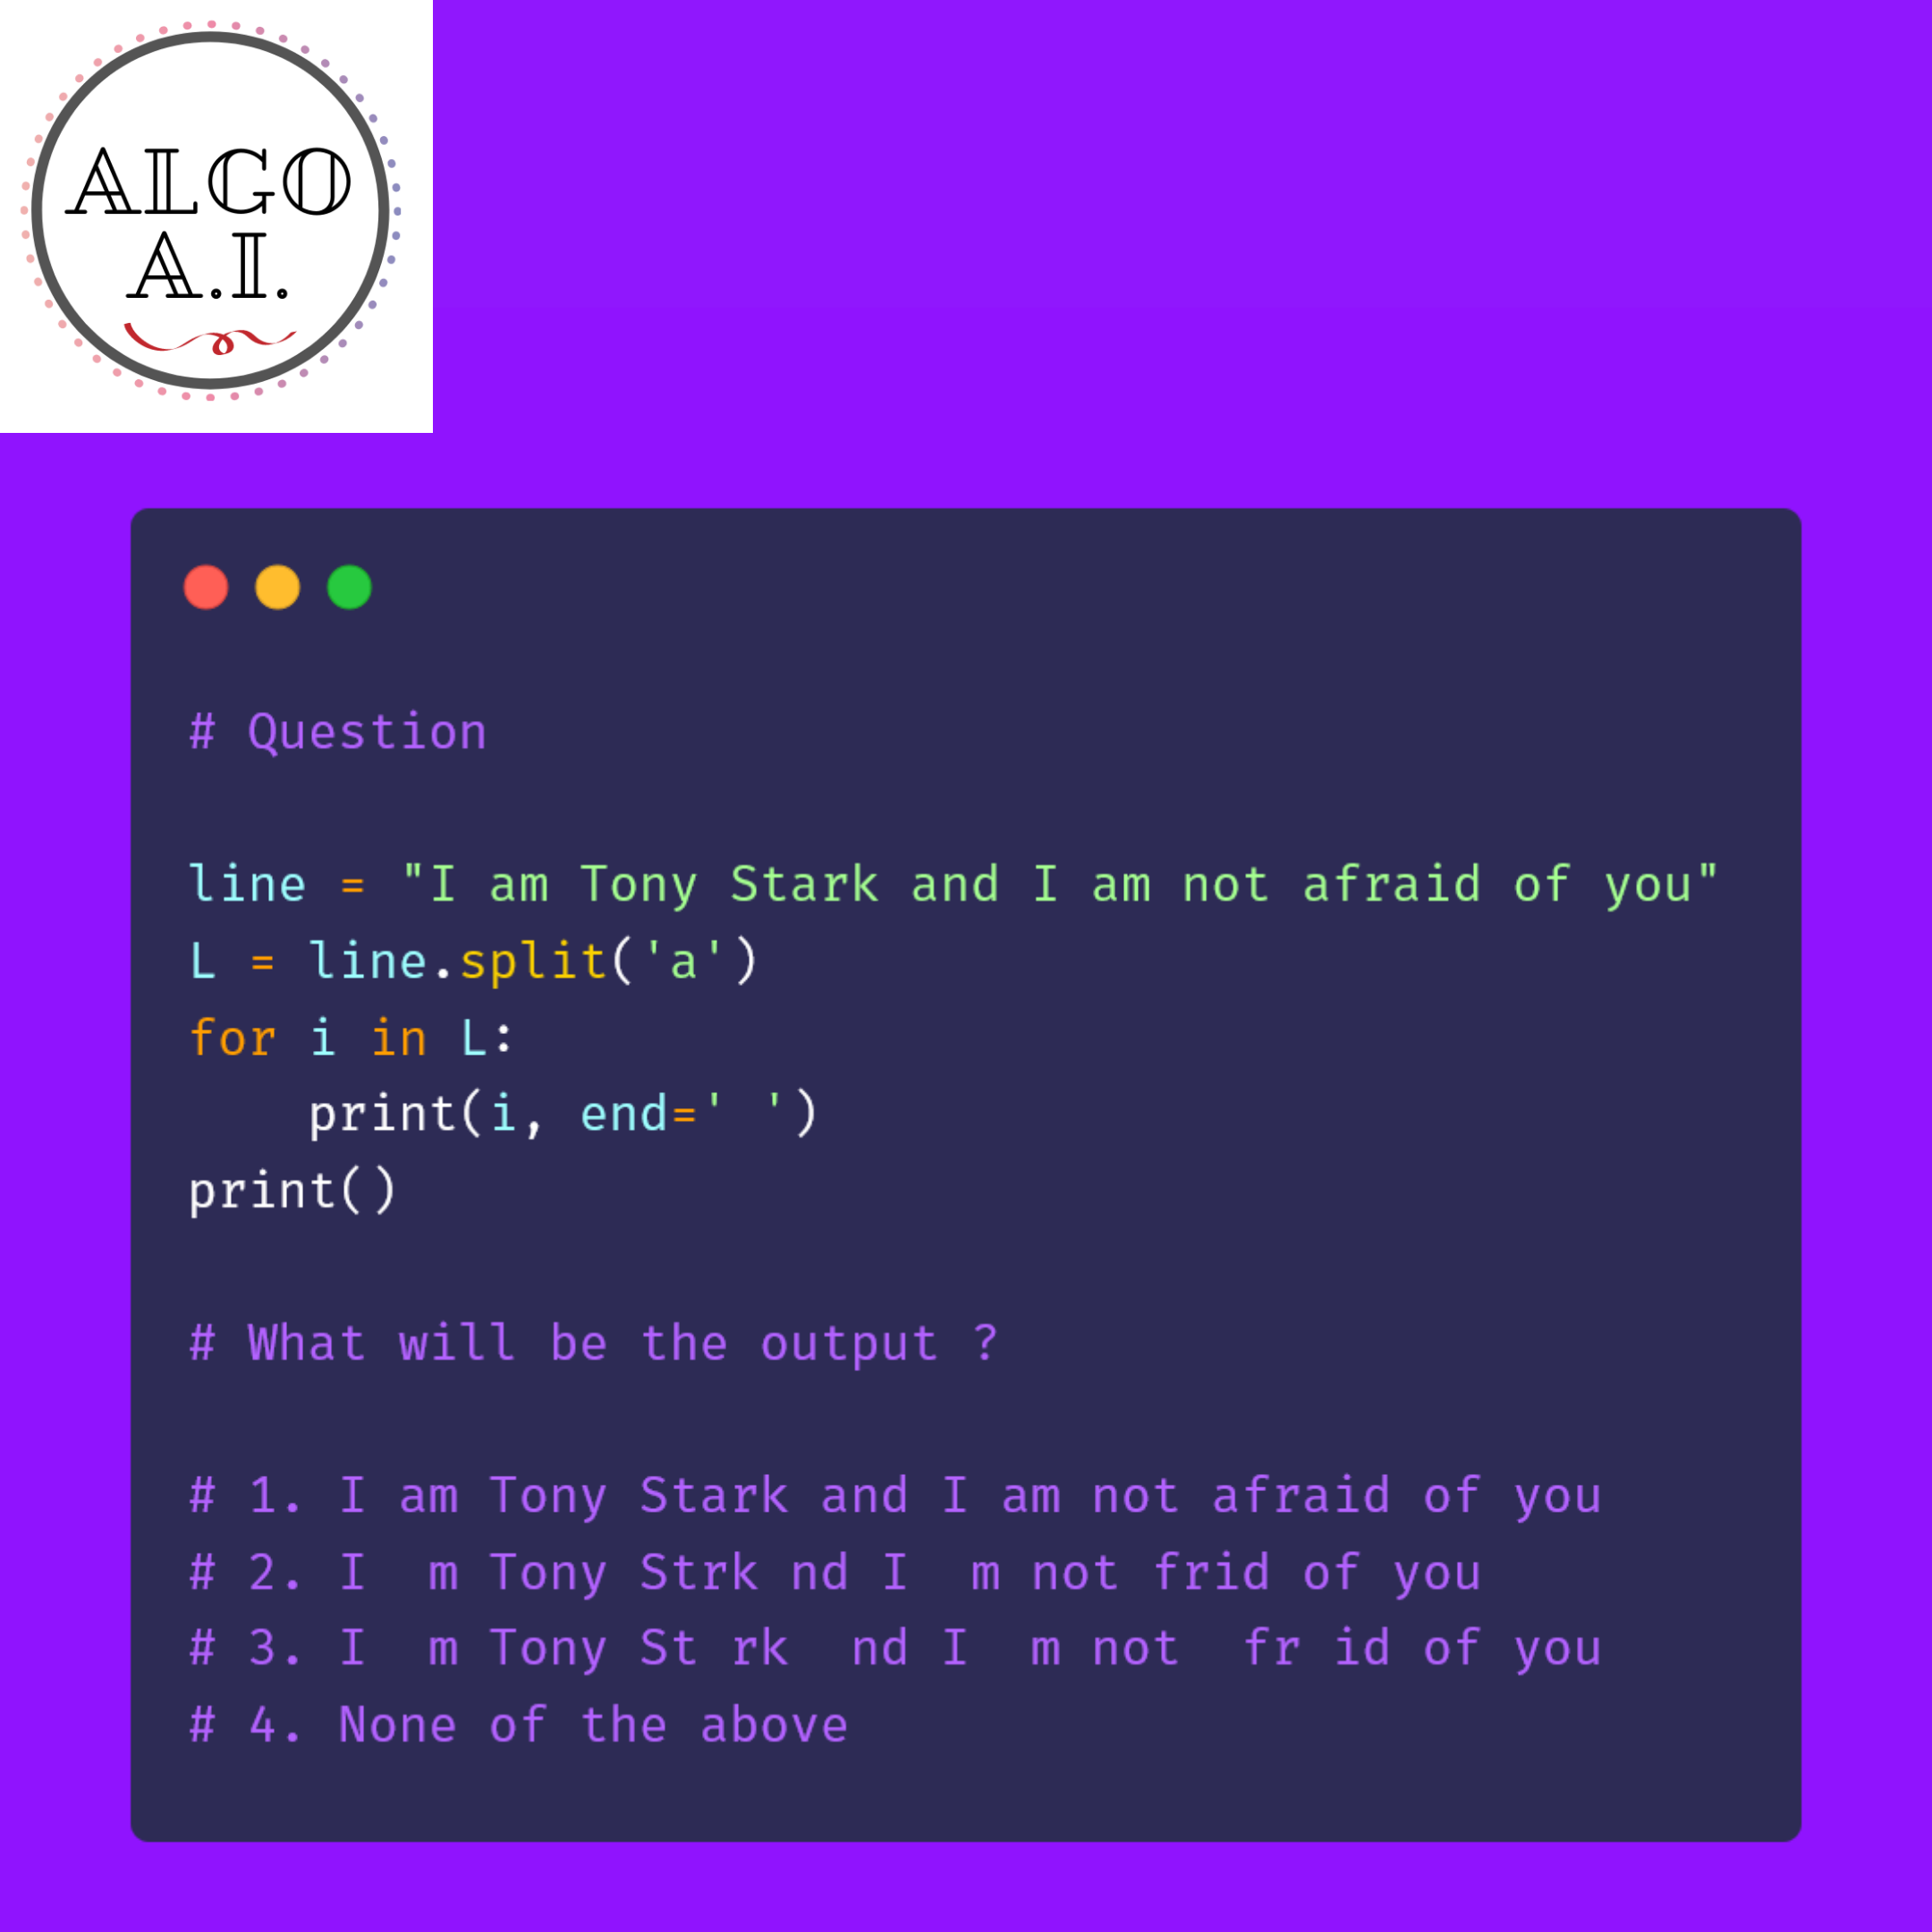 ALGO
A.I.
# Question
line = "I am Tony Stark and I am not afraid of you"
L = line.split('a')
for i in L:
    print(i, end=' ')
print()
# What will be the output ?
# 1. I am Tony Stark and I am not afraid of you
# 2. I  m Tony Strk nd I  m not frid of you
# 3. I  m Tony St rk  nd I  m not  fr id of you
# 4. None of the above